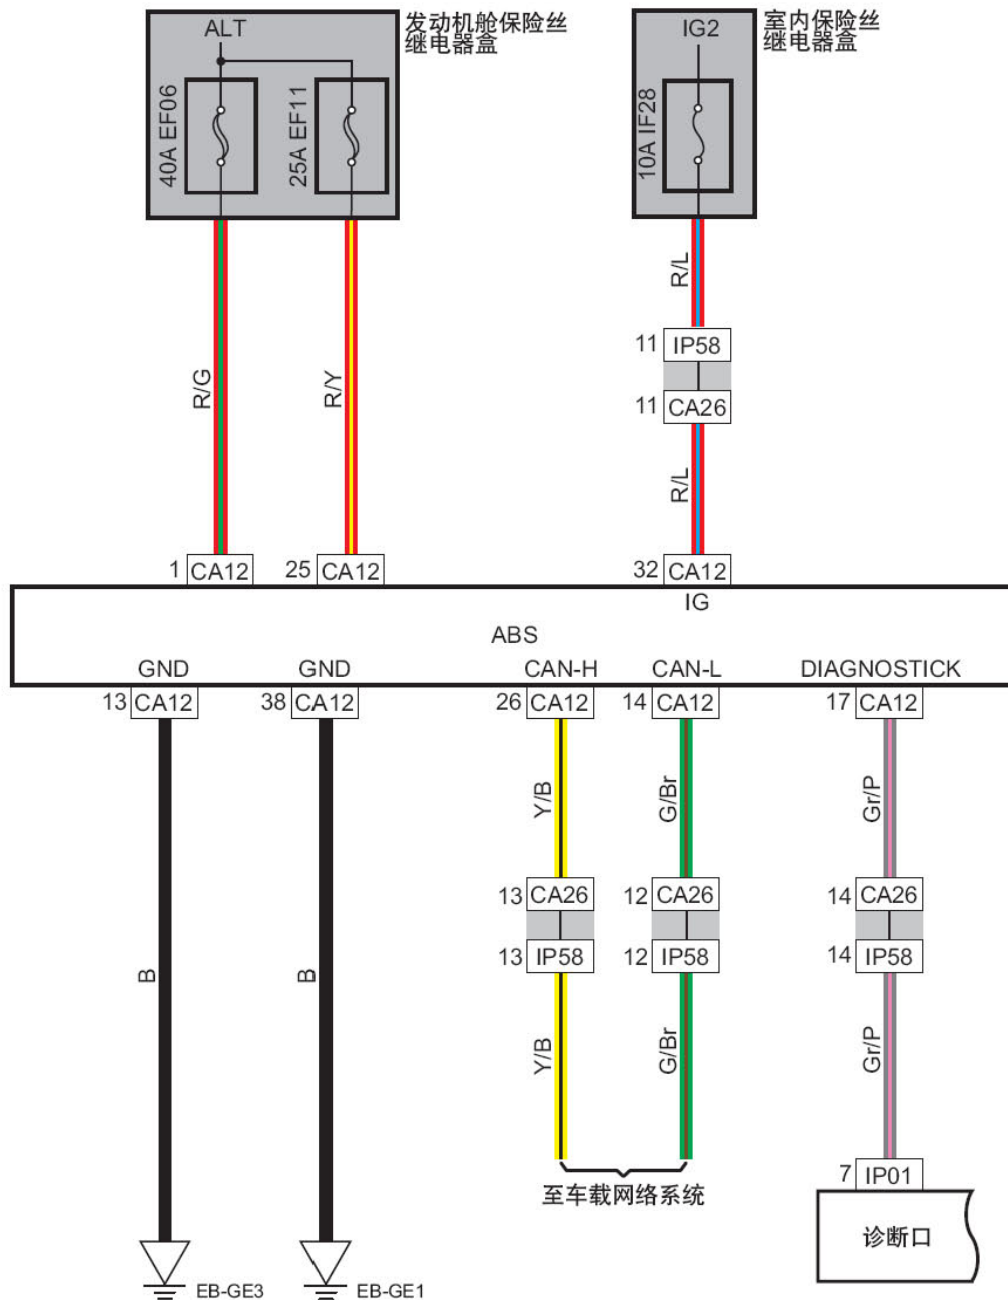 ALT
发动机舱保险丝
继电器盒
IG2
室内保险丝
继电器盒
40A EF06
25A EF11
10A IF28
R/G
R/Y
R/L
11 IP58
11 CA26
R/L
1 CA12
25 CA12
32 CA12
IG
ABS
GND
GND
CAN-H
CAN-L
DIAGNOSTICK
13 CA12
38 CA12
26 CA12
14 CA12
17 CA12
Y/B
G/Br
Gr/P
13 CA26
12 CA26
14 CA26
13 IP58
12 IP58
14 IP58
B
B
Y/B
G/Br
Gr/P
至车载网络系统
7 IP01
诊断口
EB-GE3
EB-GE1